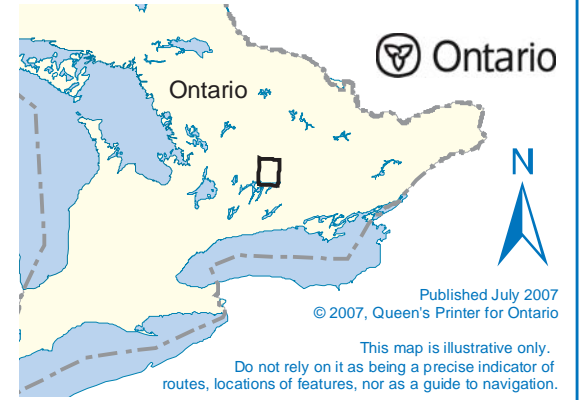 Ontario
Ontario
N
Published July 2007
© 2007, Queen's Printer for Ontario
This map is illustrative only.
Do not rely on it as being a precise indicator of
routes, locations of features, nor as a guide to navigation.